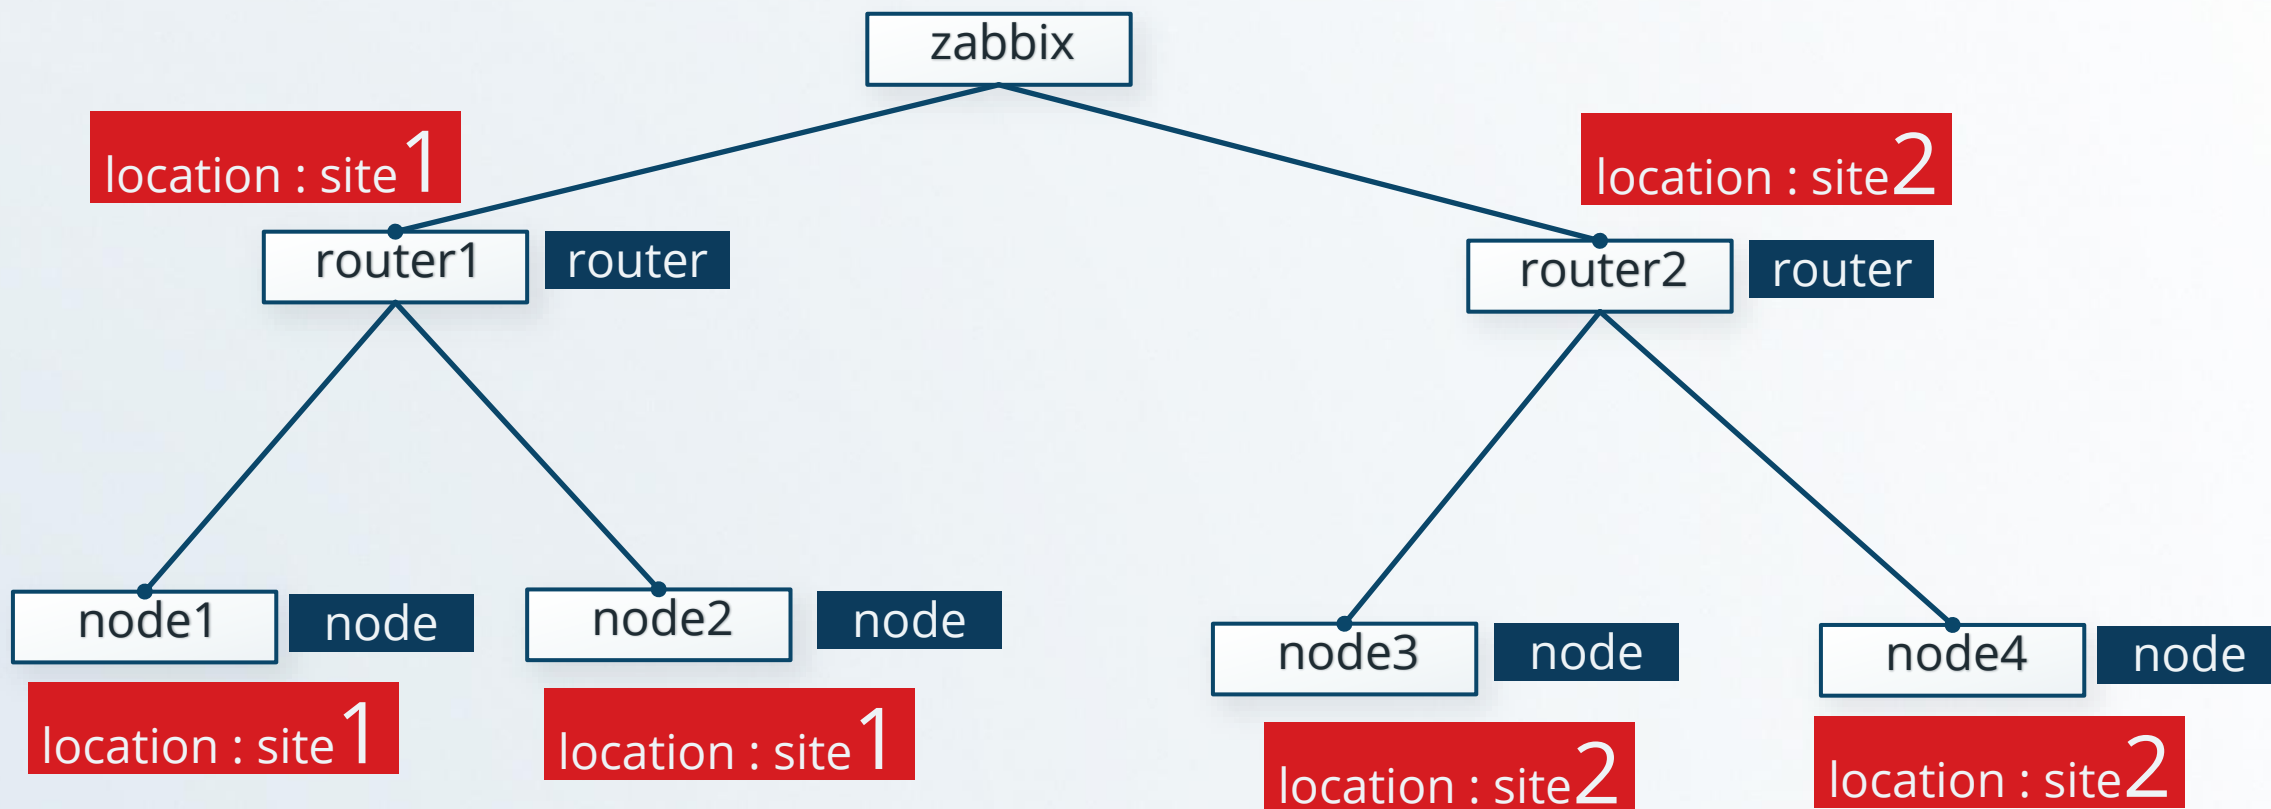 zabbix
location : site1
location : site2
router1
router
router2
router
node1
node
node2
node
node3
node
node4
node
location : site1
location : site1
location : site2
location : site2